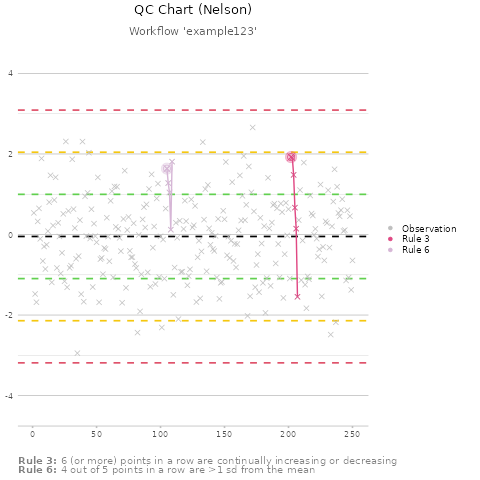 QC Chart (Nelson)
Workflow 'example123'
4
2
0
-2
-4
0
50
100
150
200
250
Observation
Rule 3
Rule 6
Rule 3: 6 (or more) points in a row are continually increasing or decreasing
Rule 6: 4 out of 5 points in a row are >1 sd from the mean